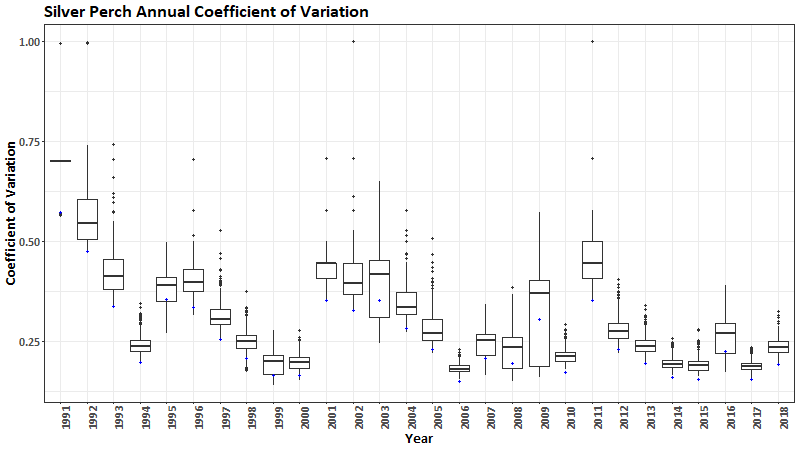 Silver Perch Annual Coefficient of Variation
1.00
0.75
0.50
0.25
Coefficient of Variation
1991 1992 1993 1994 1995 1996 1997 1998 1999 2000 2001 2002 2003 2004 2005 2006 2007 2008 2009 2010 2011 2012 2013 2014 2015 2016 2017 2018
Year